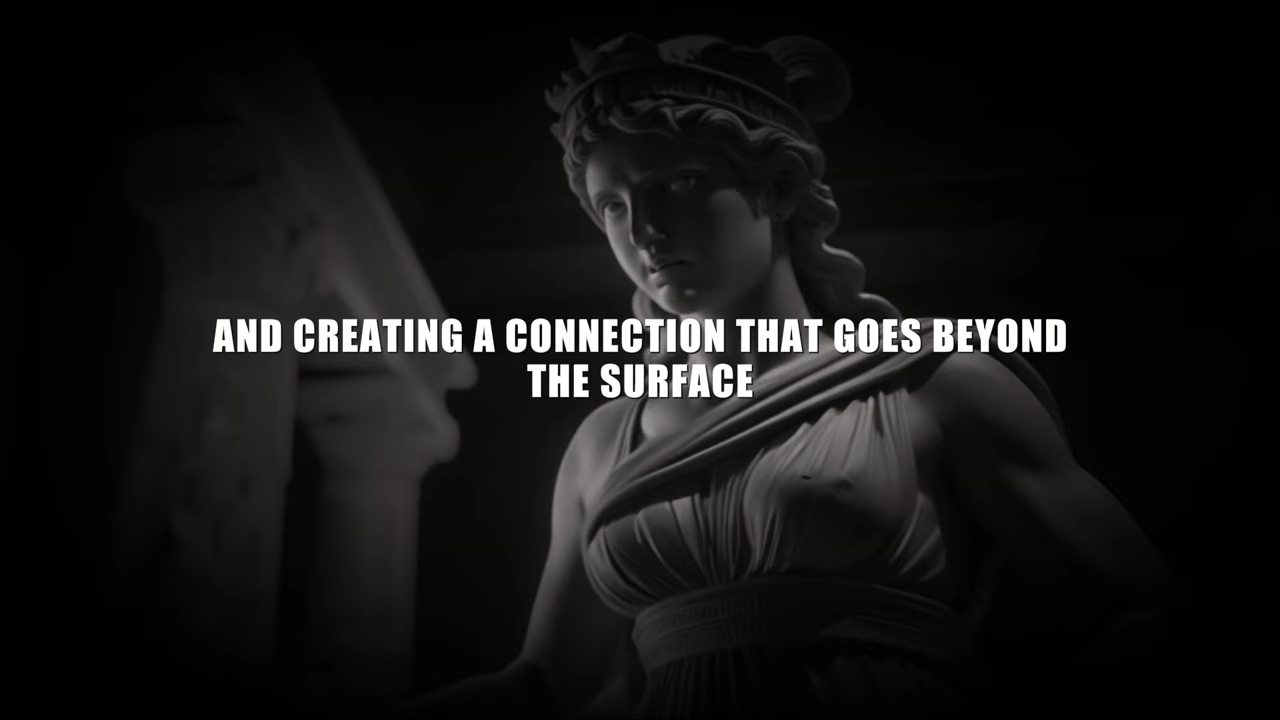 AND CREATING A CONNECTION THAT GOES BEYOND
THE SURFACE